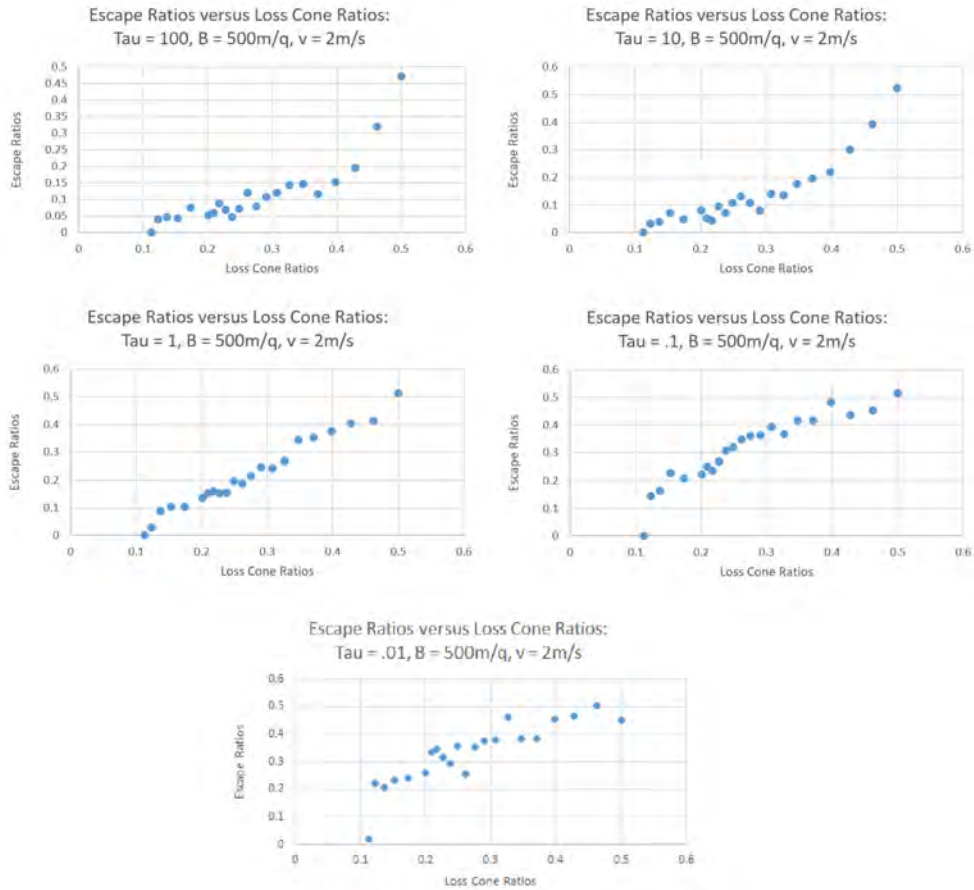 Escape Ratios versus Loss Cone Ratios:
Tau = 100, B = 500m/q, v = 2m/s
0.5
0.45
0.4
0.35
0.3
0.25
0.2
0.15
0.1
0.05
0
Escape Ratios
0 0.1 0.2 0.3 0.4 0.5 0.6
Loss Cone Ratios
Escape Ratios versus Loss Cone Ratios:
Tau = 10, B = 500m/q, v = 2m/s
0.6
0.5
0.4
0.3
0.2
0.1
0
Escape Ratios
0 0.1 0.2 0.3 0.4 0.5 0.6
Loss Cone Ratios
Escape Ratios versus Loss Cone Ratios:
Tau = 1, B = 500m/q, v = 2m/s
0.6
0.5
0.4
0.3
0.2
0.1
0
Escape Ratios
0 0.1 0.2 0.3 0.4 0.5 0.6
Loss Cone Ratios
Escape Ratios versus Loss Cone Ratios:
Tau = .1, B = 500m/q, v = 2m/s
0.6
0.5
0.4
0.3
0.2
0.1
0
Escape Ratios
0 0.1 0.2 0.3 0.4 0.5 0.6
Loss Cone Ratios
Escape Ratios versus Loss Cone Ratios:
Tau = .01, B = 500m/q, v = 2m/s
0.6
0.5
0.4
0.3
0.2
0.1
0
Escape Ratios
0 0.1 0.2 0.3 0.4 0.5 0.6
Loss Cone Ratios